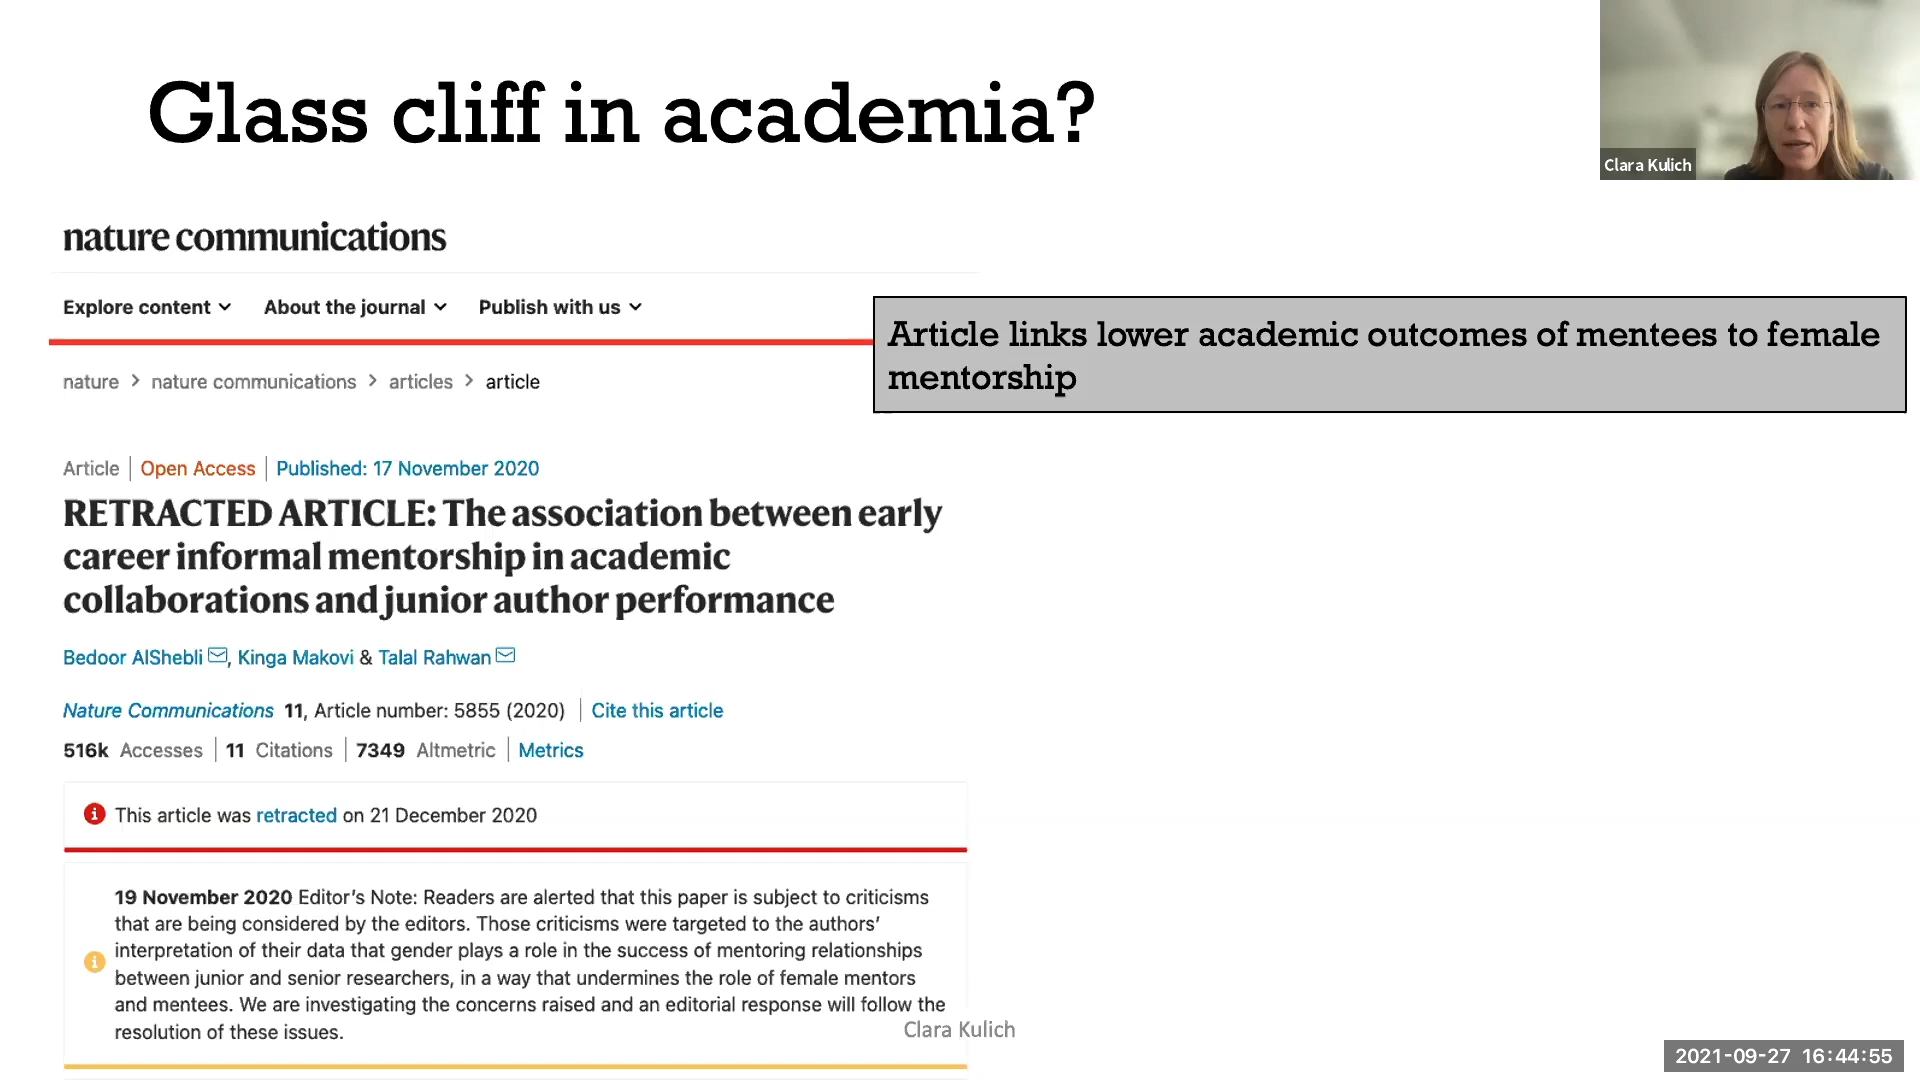 Glass cliff in academia?
Clara Kulich
nature communications
Explore content About the journal Publish with us
Article links lower academic outcomes of mentees to female
mentorship
nature > nature communications > articles > article
Article | Open Access | Published: 17 November 2020
RETRACTED ARTICLE: The association between early
career informal mentorship in academic
collaborations and junior author performance
Bedoor AlShebli, Kinga Makovi & Talal Rahwan
Nature Communications 11, Article number: 5855 (2020) | Cite this article
516k Accesses | 11 Citations | 7349 Altmetric | Metrics
This article was retracted on 21 December 2020
19 November 2020 Editor's Note: Readers are alerted that this paper is subject to criticisms
that are being considered by the editors. Those criticisms were targeted to the authors'
interpretation of their data that gender plays a role in the success of mentoring relationships
between junior and senior researchers, in a way that undermines the role of female mentors
and mentees. We are investigating the concerns raised and an editorial response will follow the
resolution of these issues.
Clara Kulich
2021-09-27 16:44:55